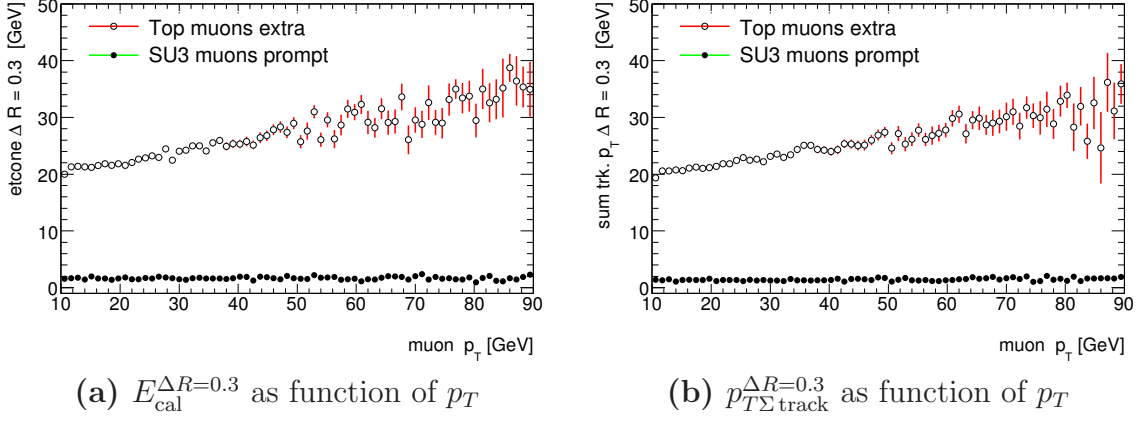 etcone Δ R = 0.3 [GeV]
50
40
30
20
10
0
Top muons extra
SU3 muons prompt
10 20 30 40 50 60 70 80 90
muon p_T [GeV]
(a) E_cal^{ΔR=0.3} as function of p_T
sum trk. p_T Δ R = 0.3 [GeV]
50
40
30
20
10
0
Top muons extra
SU3 muons prompt
10 20 30 40 50 60 70 80 90
muon p_T [GeV]
(b) p_{TΣ track}^{ΔR=0.3} as function of p_T